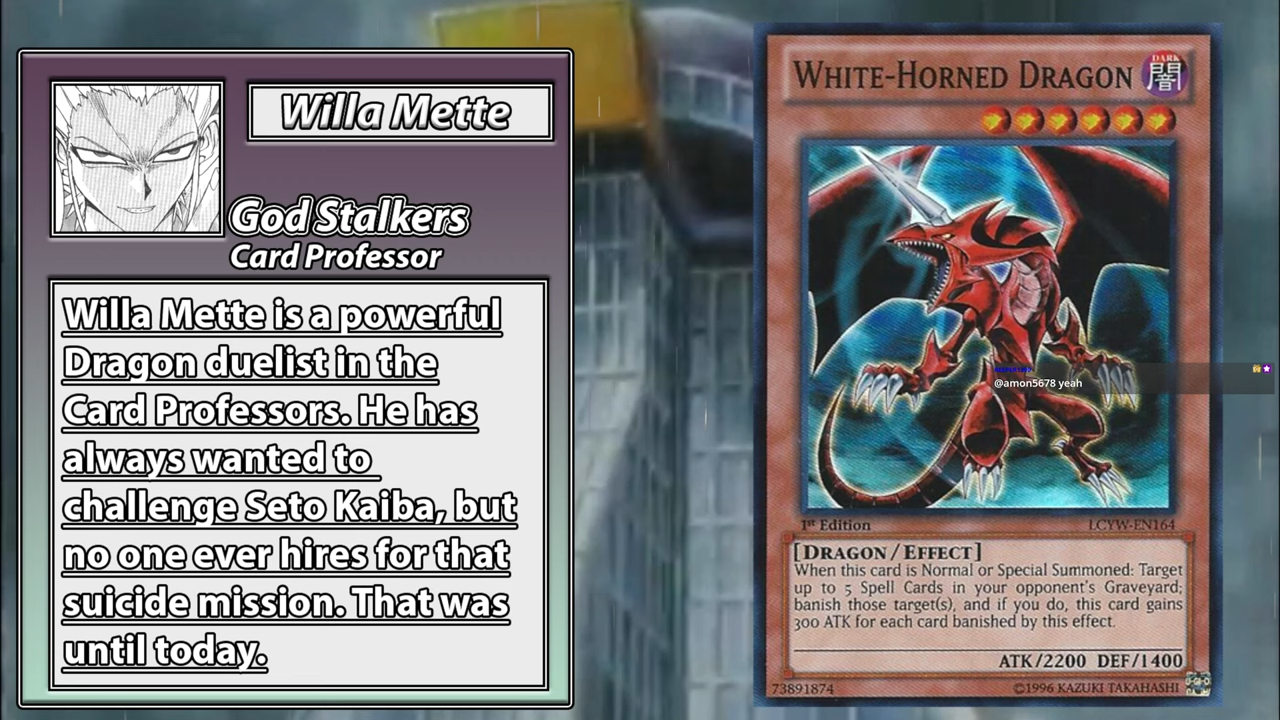 Willa Mette
God Stalkers
Card Professor
Willa Mette is a powerful
Dragon duelist in the
Card Professors. He has
always wanted to
challenge Seto Kaiba, but
no one ever hires for that
suicide mission. That was
until today.
WHITE-HORNED DRAGON
DARK
闇
1st Edition
LCYW-EN164
[DRAGON/EFFECT]
When this card is Normal or Special Summoned: Target
up to 5 Spell Cards in your opponent's Graveyard;
banish those target(s), and if you do, this card gains
300 ATK for each card banished by this effect.
ATK/2200 DEF/1400
73891874
©1996 KAZUKI TAKAHASHI
@amon5678 yeah